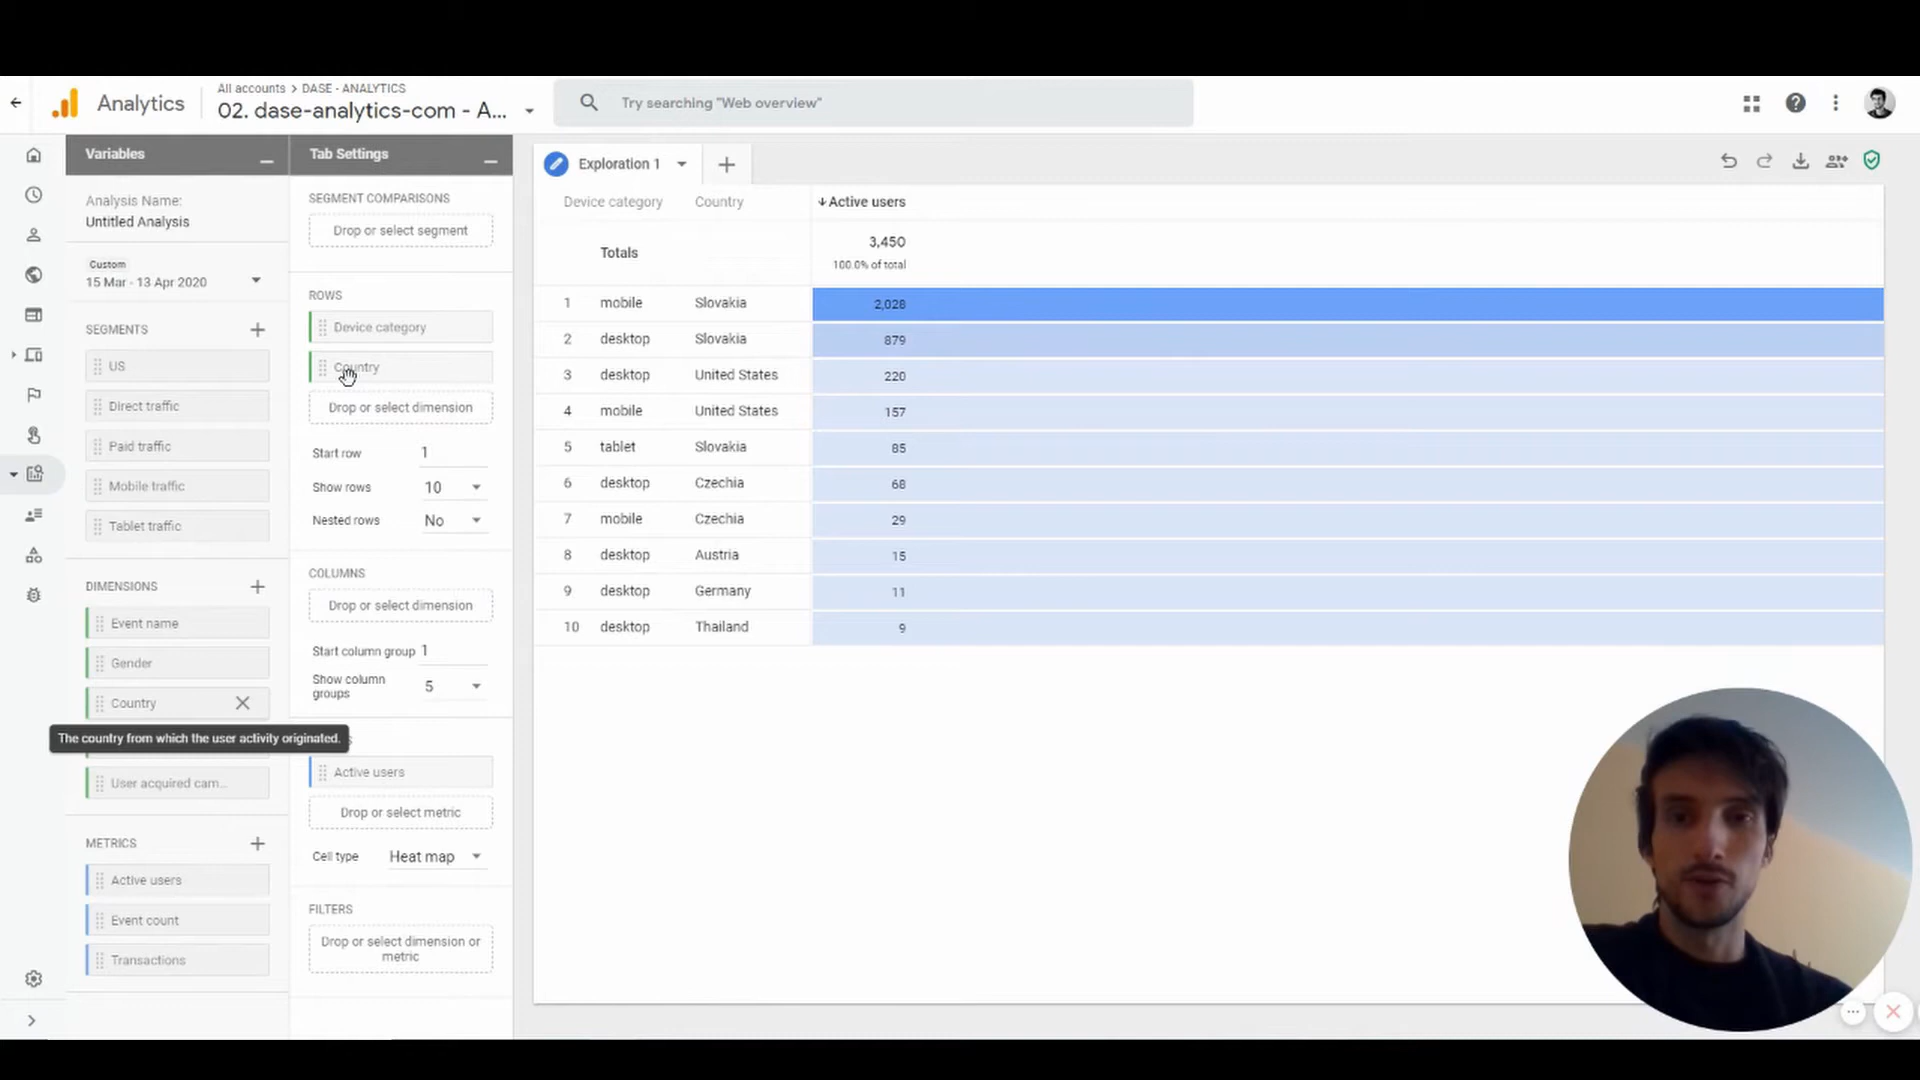 Analytics
All accounts > DASE - ANALYTICS
02. dase-analytics-com - A...
Try searching "Web overview"
Variables
Analysis Name:
Untitled Analysis
Custom
15 Mar - 13 Apr 2020
SEGMENTS
US
Direct traffic
Paid traffic
Mobile traffic
Tablet traffic
DIMENSIONS
Event name
Gender
Country
The country from which the user activity originated.
User acquired cam...
METRICS
Active users
Event count
Transactions
Tab Settings
SEGMENT COMPARISONS
Drop or select segment
ROWS
Device category
Country
Drop or select dimension
Start row 1
Show rows 10
Nested rows No
COLUMNS
Drop or select dimension
Start column group 1
Show column groups 5
Active users
Drop or select metric
Cell type Heat map
FILTERS
Drop or select dimension or
metric
Exploration 1
Device category Country Active users
Totals 3,450
100.0% of total
1 mobile Slovakia 2,028
2 desktop Slovakia 879
3 desktop United States 220
4 mobile United States 157
5 tablet Slovakia 85
6 desktop Czechia 68
7 mobile Czechia 29
8 desktop Austria 15
9 desktop Germany 11
10 desktop Thailand 9